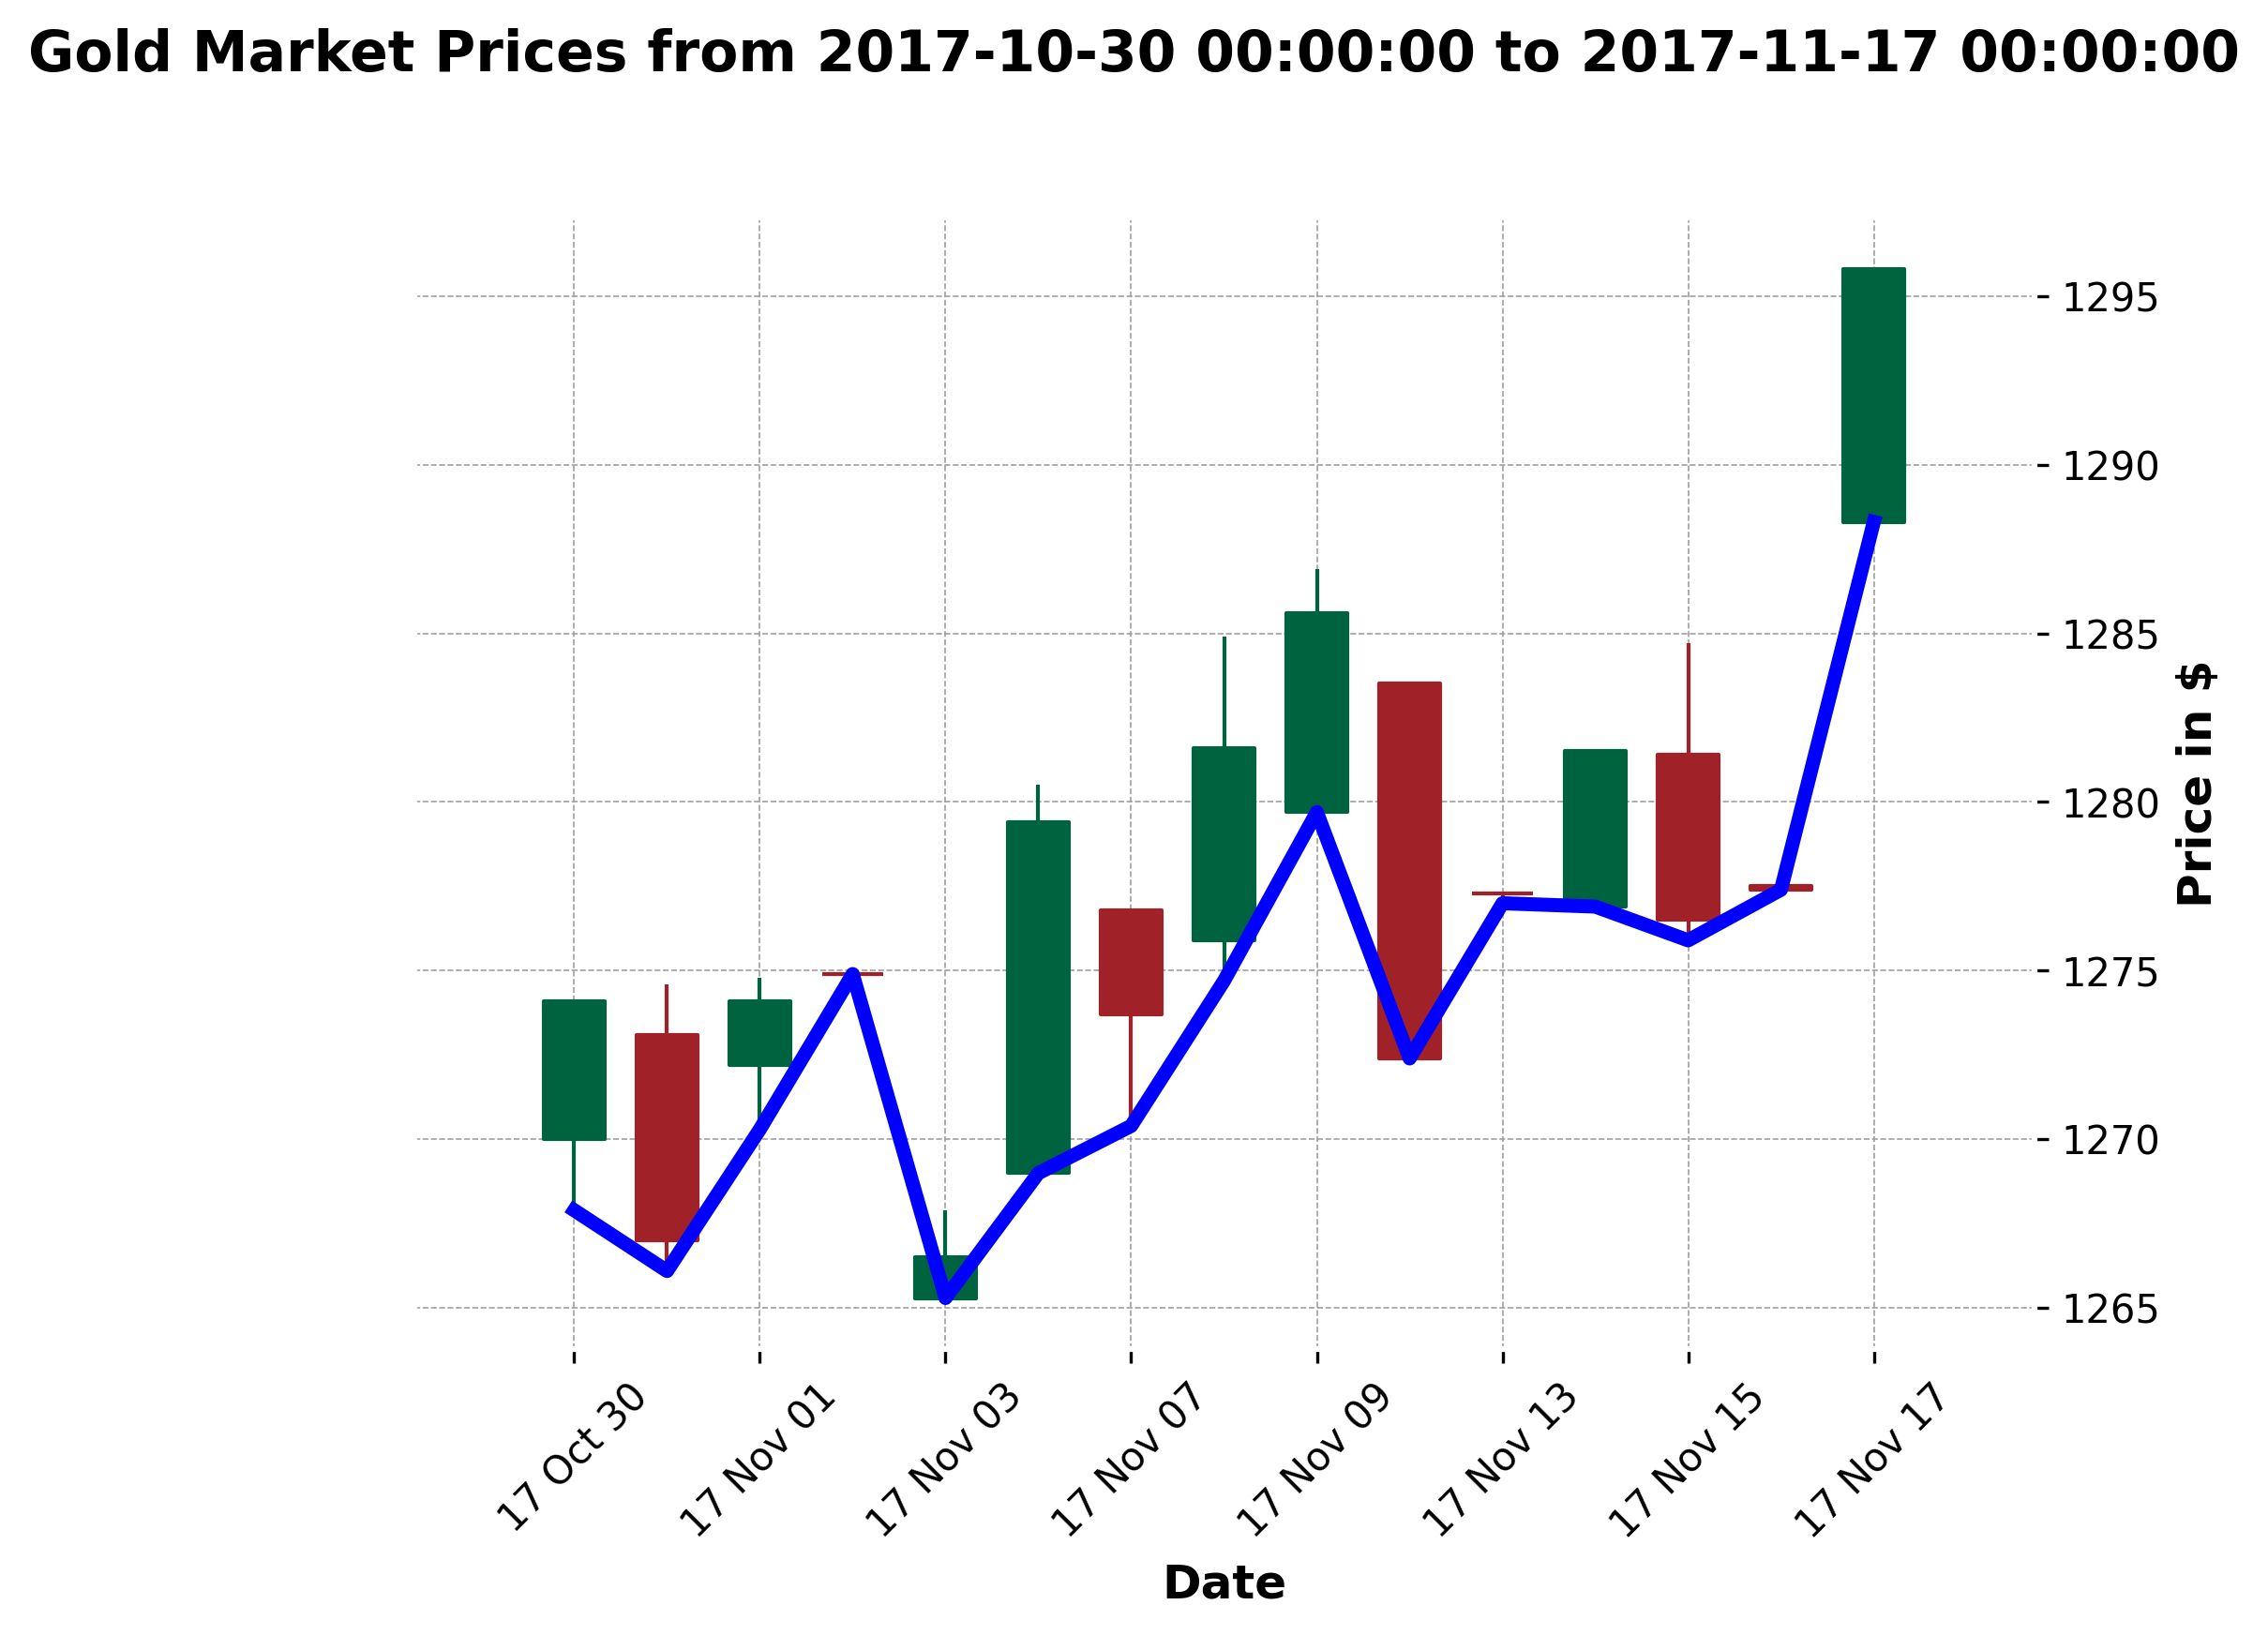 Gold Market Prices from 2017-10-30 00:00:00 to 2017-11-17 00:00:00
1295
1290
1285
1280
1275
1270
1265
Price in $
17 Oct 30
17 Nov 01
17 Nov 03
17 Nov 07
17 Nov 09
17 Nov 13
17 Nov 15
17 Nov 17
Date